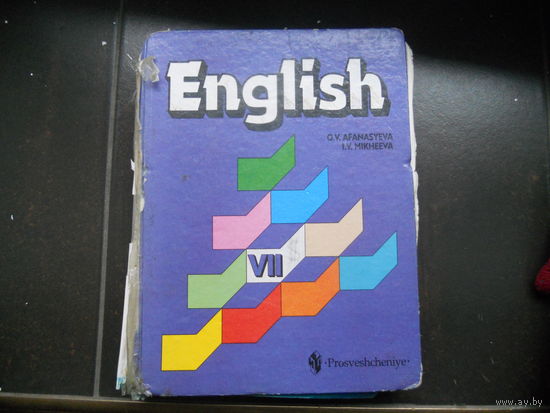 English
O.V. AFANASYEVA
I.V. MIKHEEVA
VII
·Prosveshcheniye·
www.ay.by